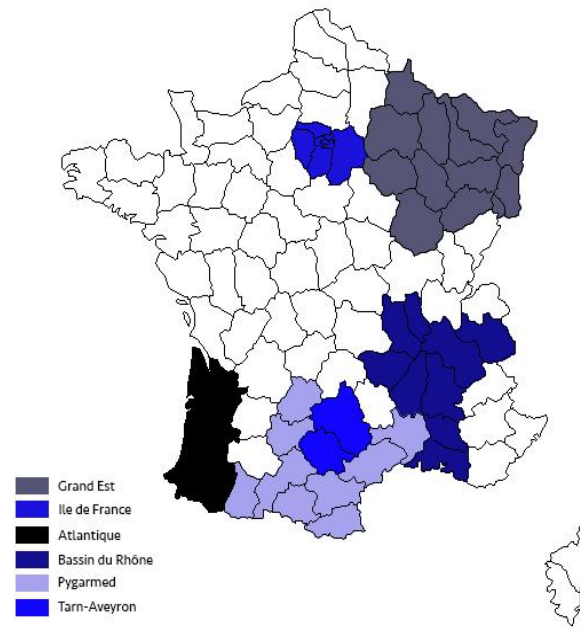 Grand Est
Ile de France
Atlantique
Bassin du Rhône
Pygarmed
Tarn-Aveyron